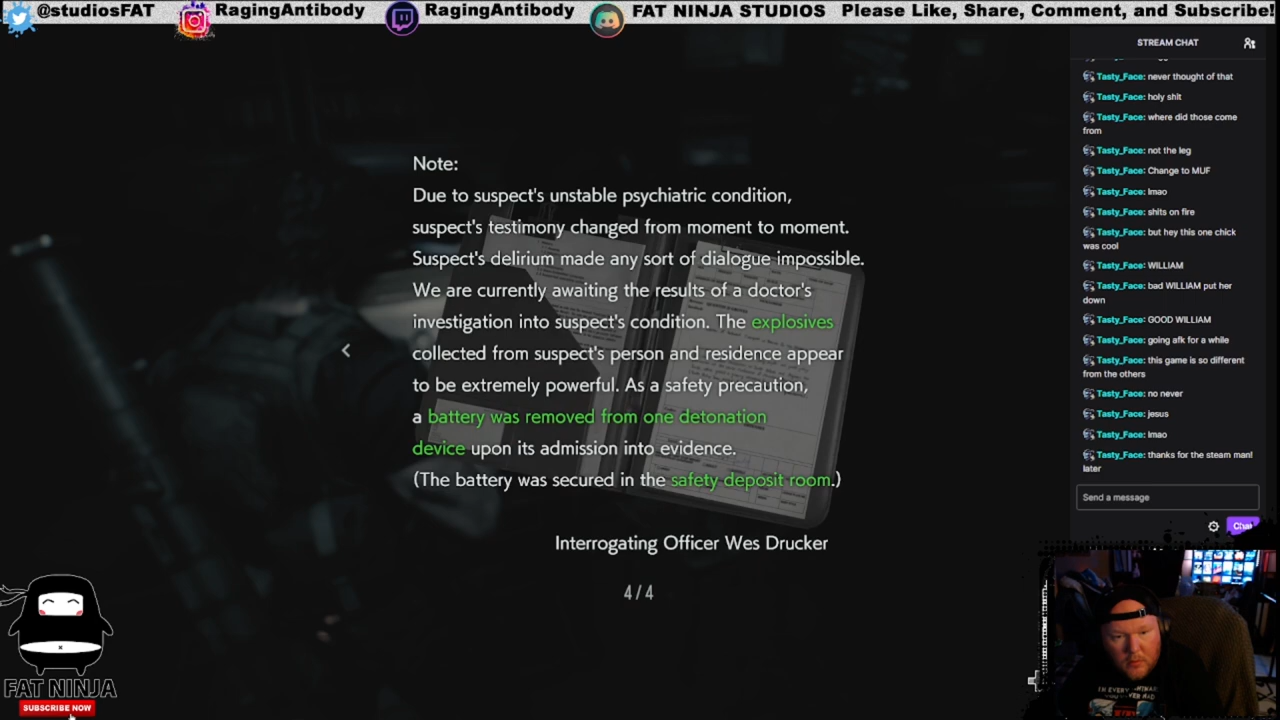 @studiosFAT
RagingAntibody
RagingAntibody
FAT NINJA STUDIOS
Please Like, Share, Comment, and Subscribe!
STREAM CHAT
Tasty_Face: never thought of that
Tasty_Face: holy shit
Tasty_Face: where did those come
from
Tasty_Face: not the leg
Tasty_Face: Change to MUF
Tasty_Face: lmao
Tasty_Face: shits on fire
Tasty_Face: but hey this one chick
was cool
Tasty_Face: WILLIAM
Tasty_Face: bad WILLIAM put her
down
Tasty_Face: GOOD WILLIAM
Tasty_Face: going afk for a while
Tasty_Face: this game is so different
from the others
Tasty_Face: no never
Tasty_Face: jesus
Tasty_Face: lmao
Tasty_Face: thanks for the steam man!
later
Send a message
Chat
Note:
Due to suspect's unstable psychiatric condition,
suspect's testimony changed from moment to moment.
Suspect's delirium made any sort of dialogue impossible.
We are currently awaiting the results of a doctor's
investigation into suspect's condition. The explosives
collected from suspect's person and residence appear
to be extremely powerful. As a safety precaution,
a battery was removed from one detonation
device upon its admission into evidence.
(The battery was secured in the safety deposit room.)
Interrogating Officer Wes Drucker
4/4
FAT NINJA
SUBSCRIBE NOW